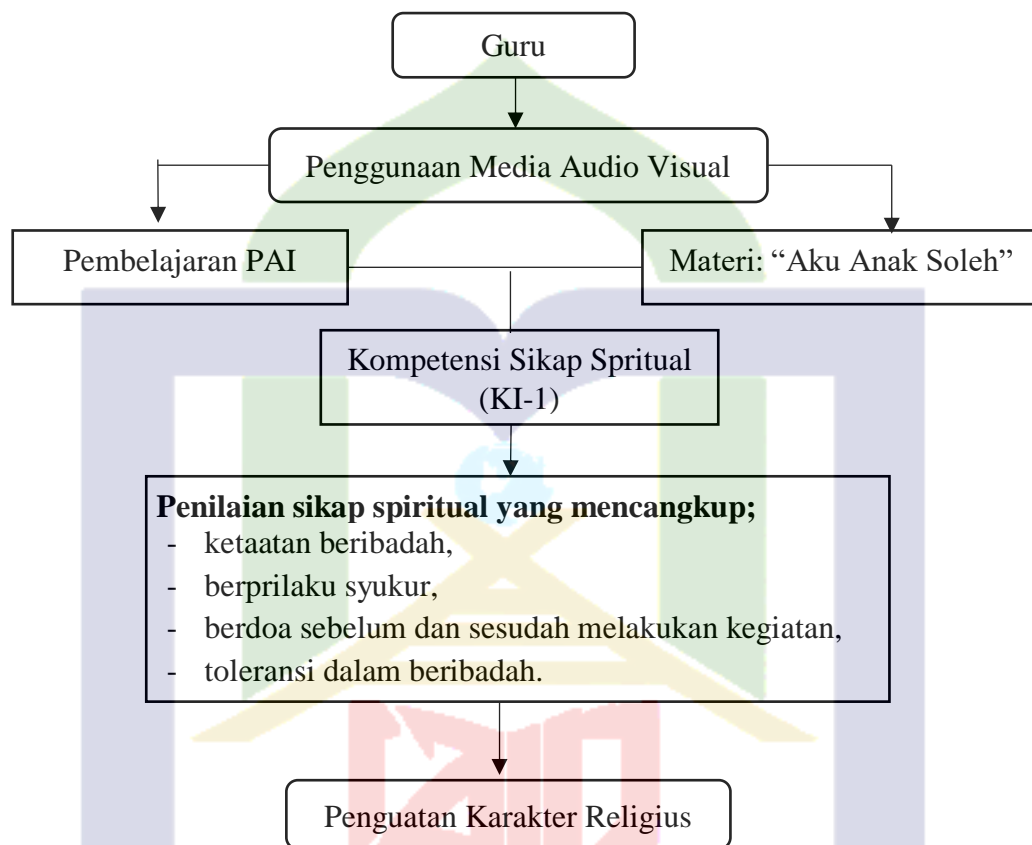 Guru
Penggunaan Media Audio Visual
Pembelajaran PAI
Materi: “Aku Anak Soleh”
Kompetensi Sikap Spritual
(KI-1)
Penilaian sikap spiritual yang mencangkup;
- ketaatan beribadah,
- berprilaku syukur,
- berdoa sebelum dan sesudah melakukan kegiatan,
- toleransi dalam beribadah.
Penguatan Karakter Religius